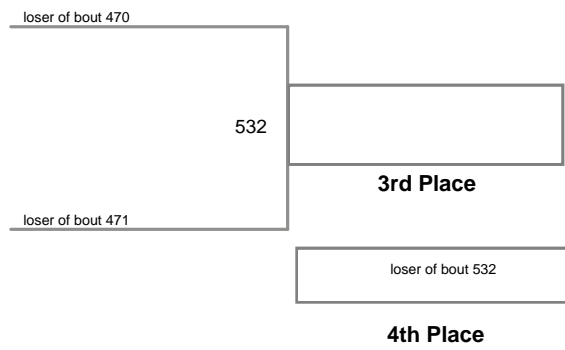 loser of bout 470
532
3rd Place
loser of bout 471
loser of bout 532
4th Place